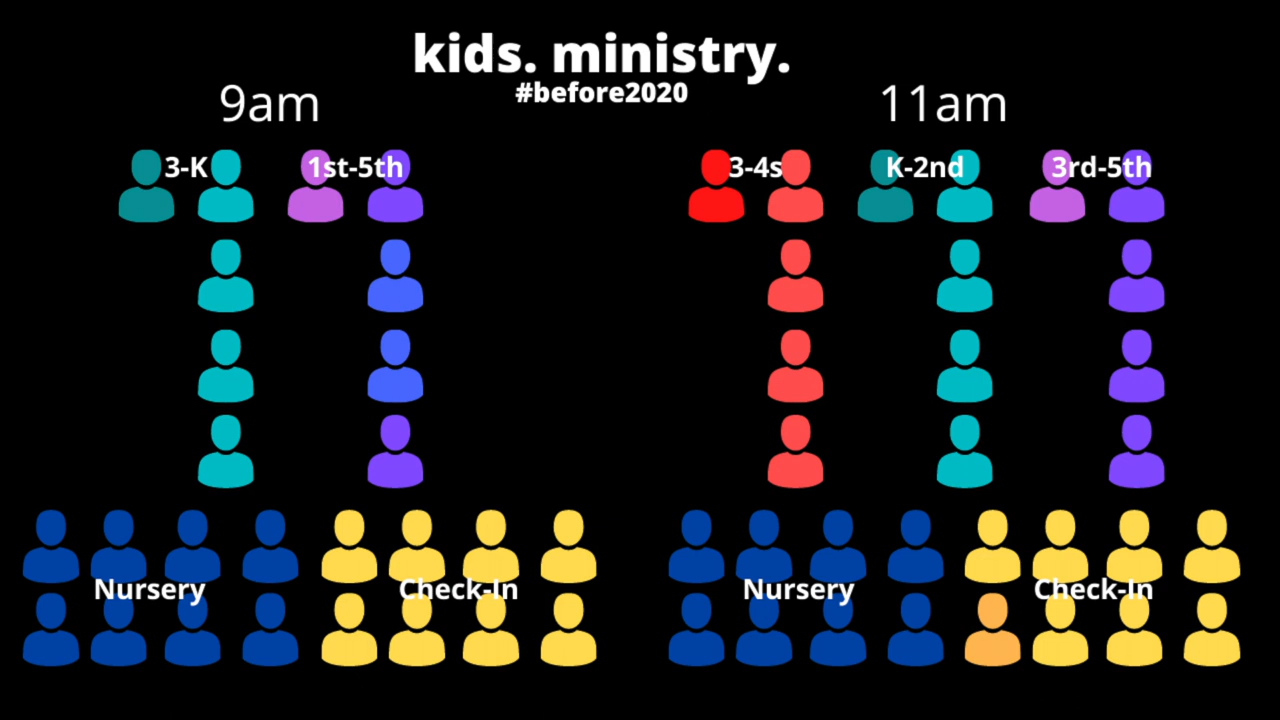 kids. ministry.
#before2020
9am
11am
3-K
1st-5th
3-4s
K-2nd
3rd-5th
Nursery
Check-In
Nursery
Check-In